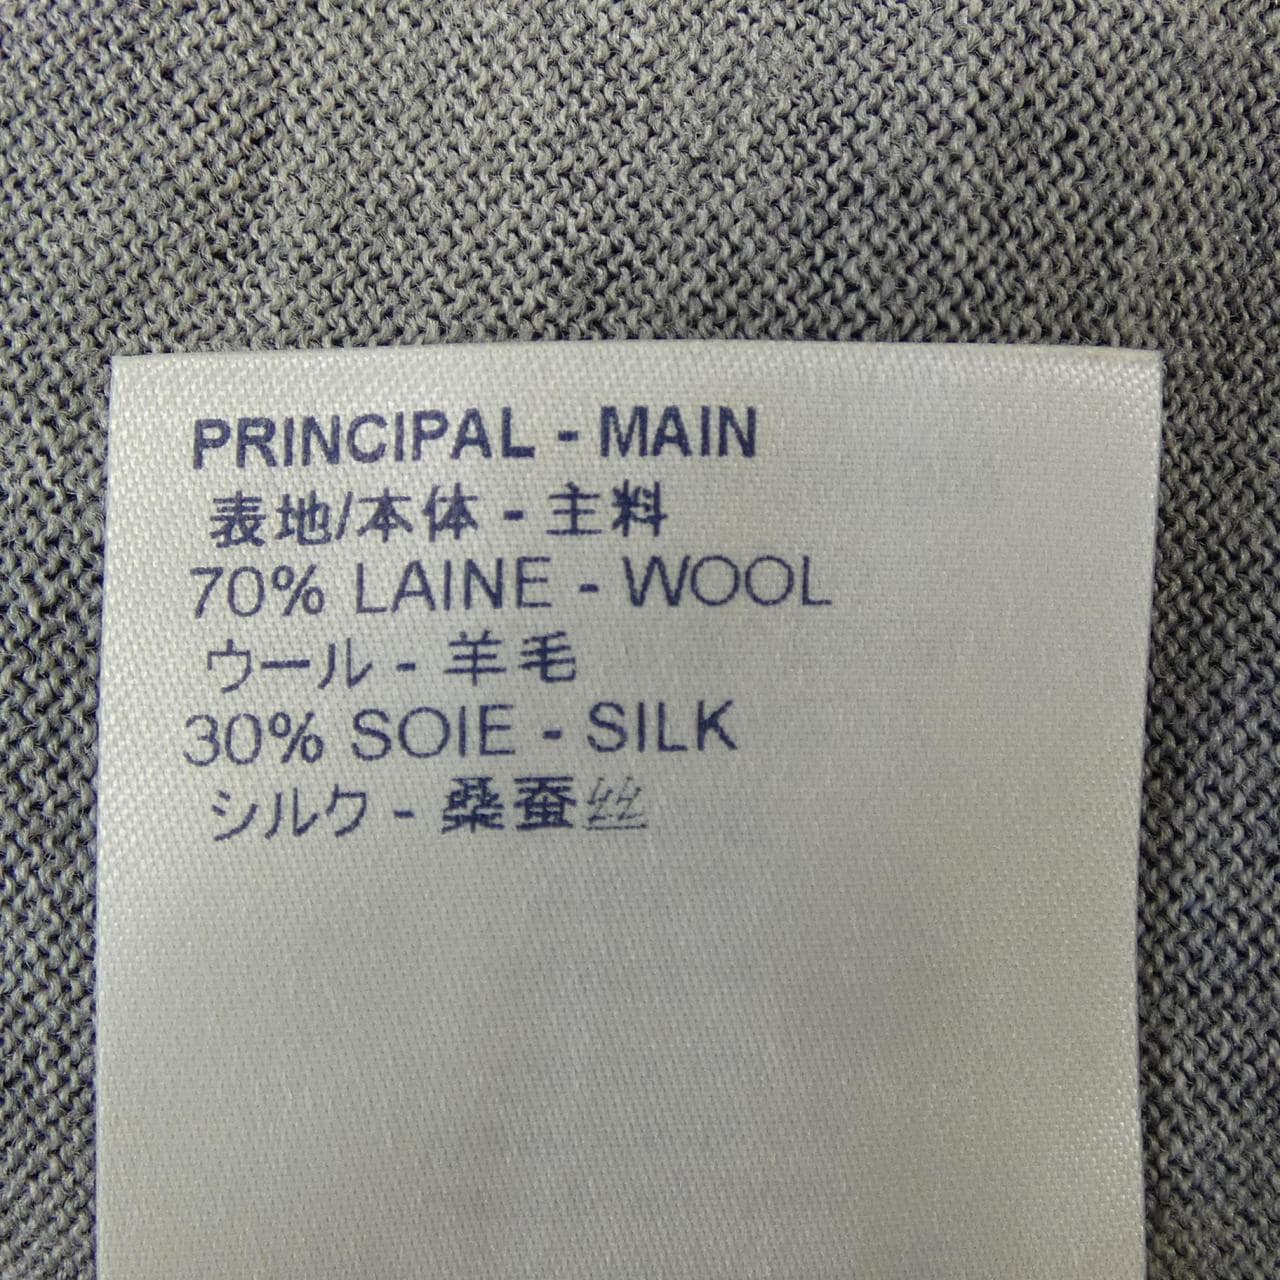 PRINCIPAL - MAIN
表地/本体 - 主料
70% LAINE - WOOL
ウール - 羊毛
30% SOIE - SILK
シルク - 桑蚕丝